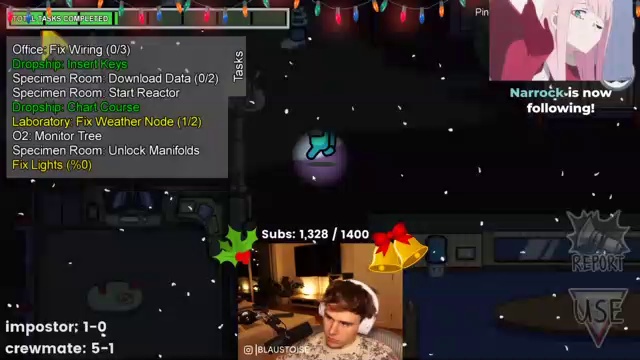 TOTAL TASKS COMPLETED
Office: Fix Wiring (0/3)
Dropship: Insert Keys
Specimen Room: Download Data (0/2)
Specimen Room: Start Reactor
Dropship: Chart Course
Laboratory: Fix Weather Node (1/2)
O2: Monitor Tree
Specimen Room: Unlock Manifolds
Fix Lights (%0)
Tasks
Pin
Narrock is now
following!
Subs: 1,328 / 1400
REPORT
USE
impostor: 1-0
crewmate: 5-1